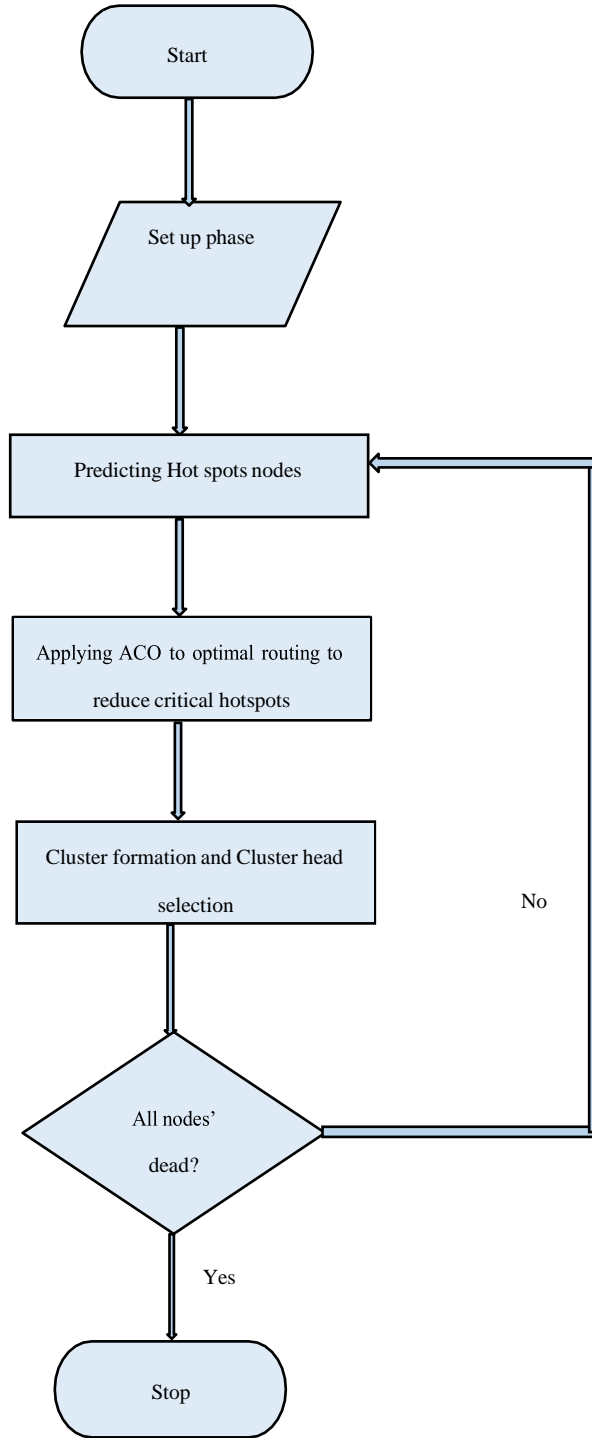 Start
Set up phase
Predicting Hot spots nodes
Applying ACO to optimal routing to
reduce critical hotspots
Cluster formation and Cluster head
selection
No
All nodes’
dead?
Yes
Stop